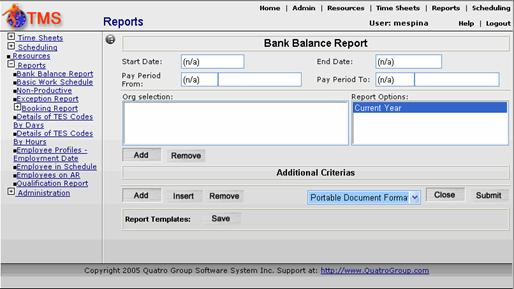 TMS
Home | Admin | Resources | Time Sheets | Reports | Scheduling
Reports
User: mespina
Help | Logout
Time Sheets
Scheduling
Resources
Reports
Bank Balance Report
Basic Work Schedule
Non-Productive
Exception Report
Booking Report
Details of TES Codes
By Days
Details of TES Codes
By Hours
Employee Profiles -
Employment Date
Employee in Schedule
Employees on AR
Qualification Report
Administration
Bank Balance Report
Start Date: (n/a) End Date: (n/a)
Pay Period From: (n/a) Pay Period To: (n/a)
Org selection: Report Options:
Current Year
Add Remove
Additional Criterias
Add Insert Remove Portable Document Forma Close Submit
Report Templates: Save
Copyright 2005 Quatro Group Software System Inc. Support at: http://www.QuatroGroup.com